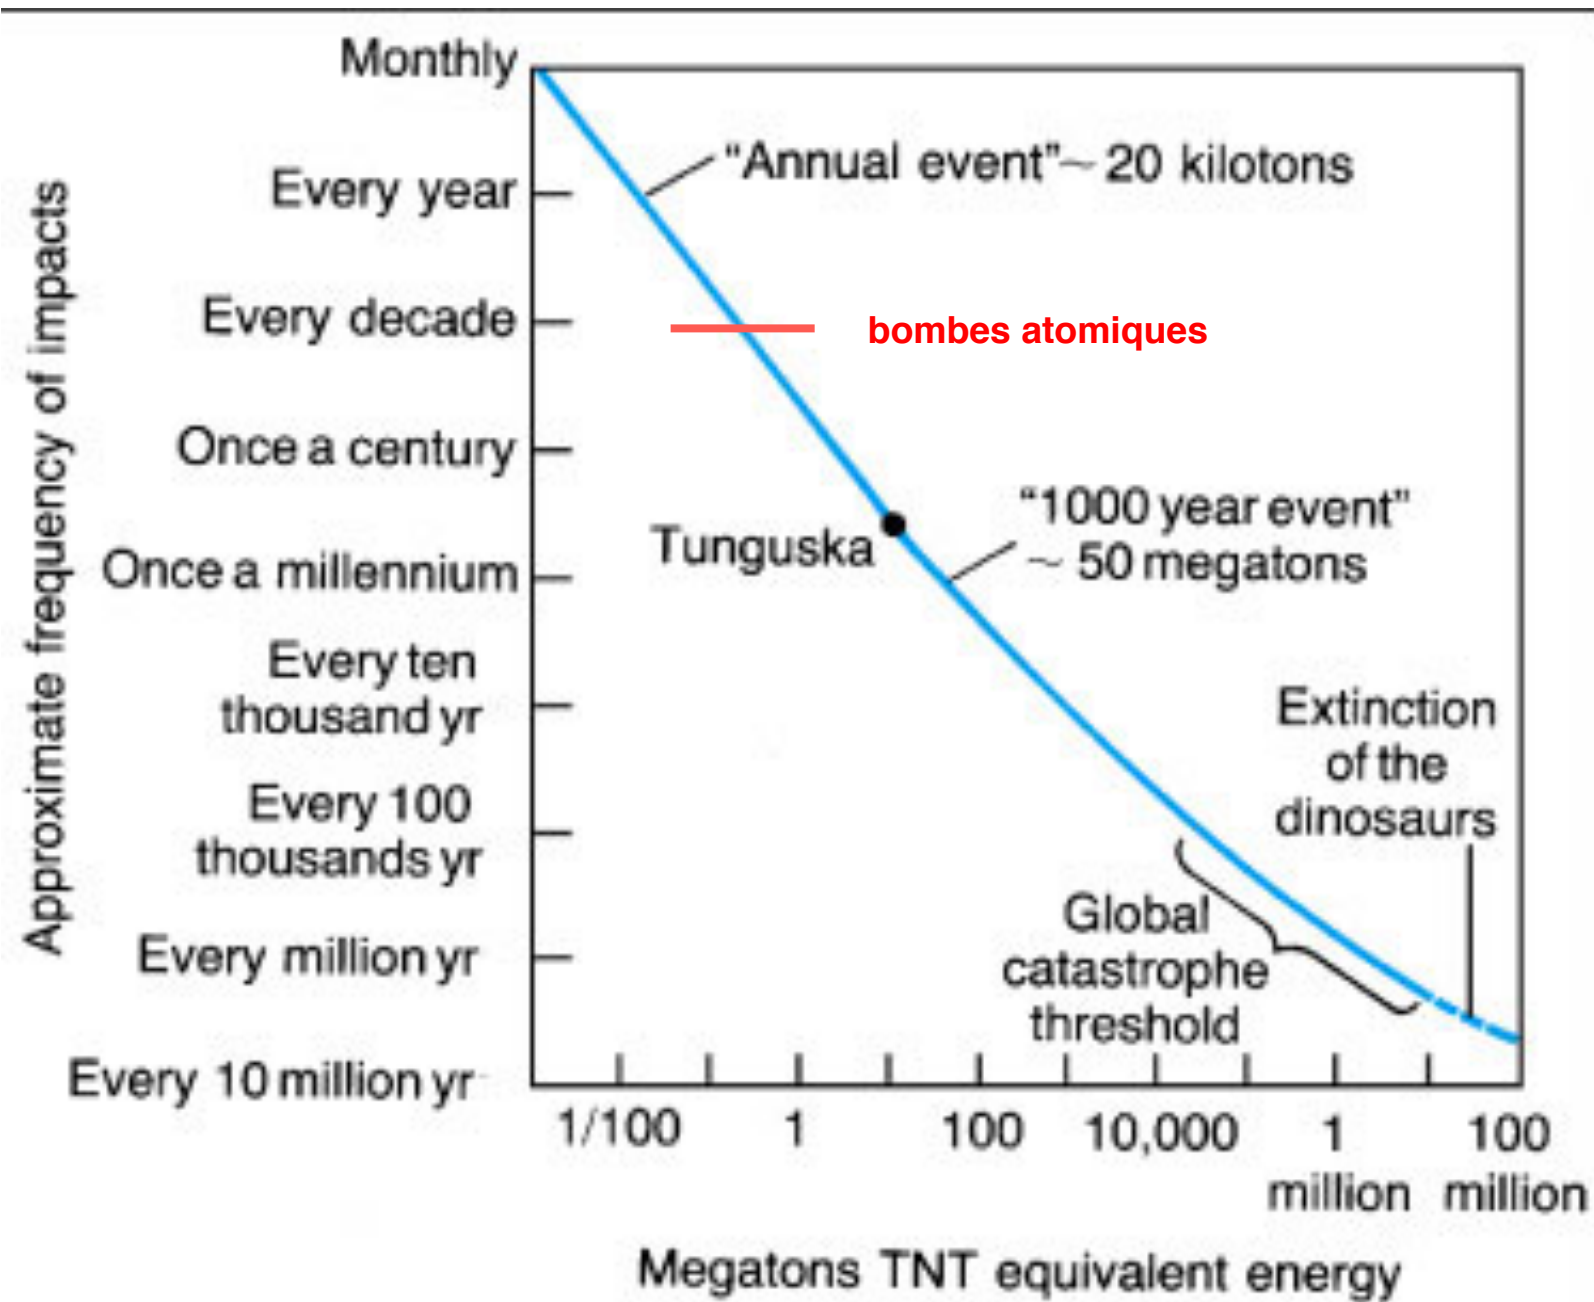 Monthly
"Annual event"~ 20 kilotons
Every year
Every decade
bombes atomiques
Once a century
"1000 year event"
~ 50 megatons
Tunguska
Once a millennium
Every ten
thousand yr
Extinction
of the
dinosaurs
Every 100
thousands yr
Global
catastrophe
threshold
Every million yr
Every 10 million yr
Approximate frequency of impacts
1/100 1 100 10,000 1 100
million million
Megatons TNT equivalent energy